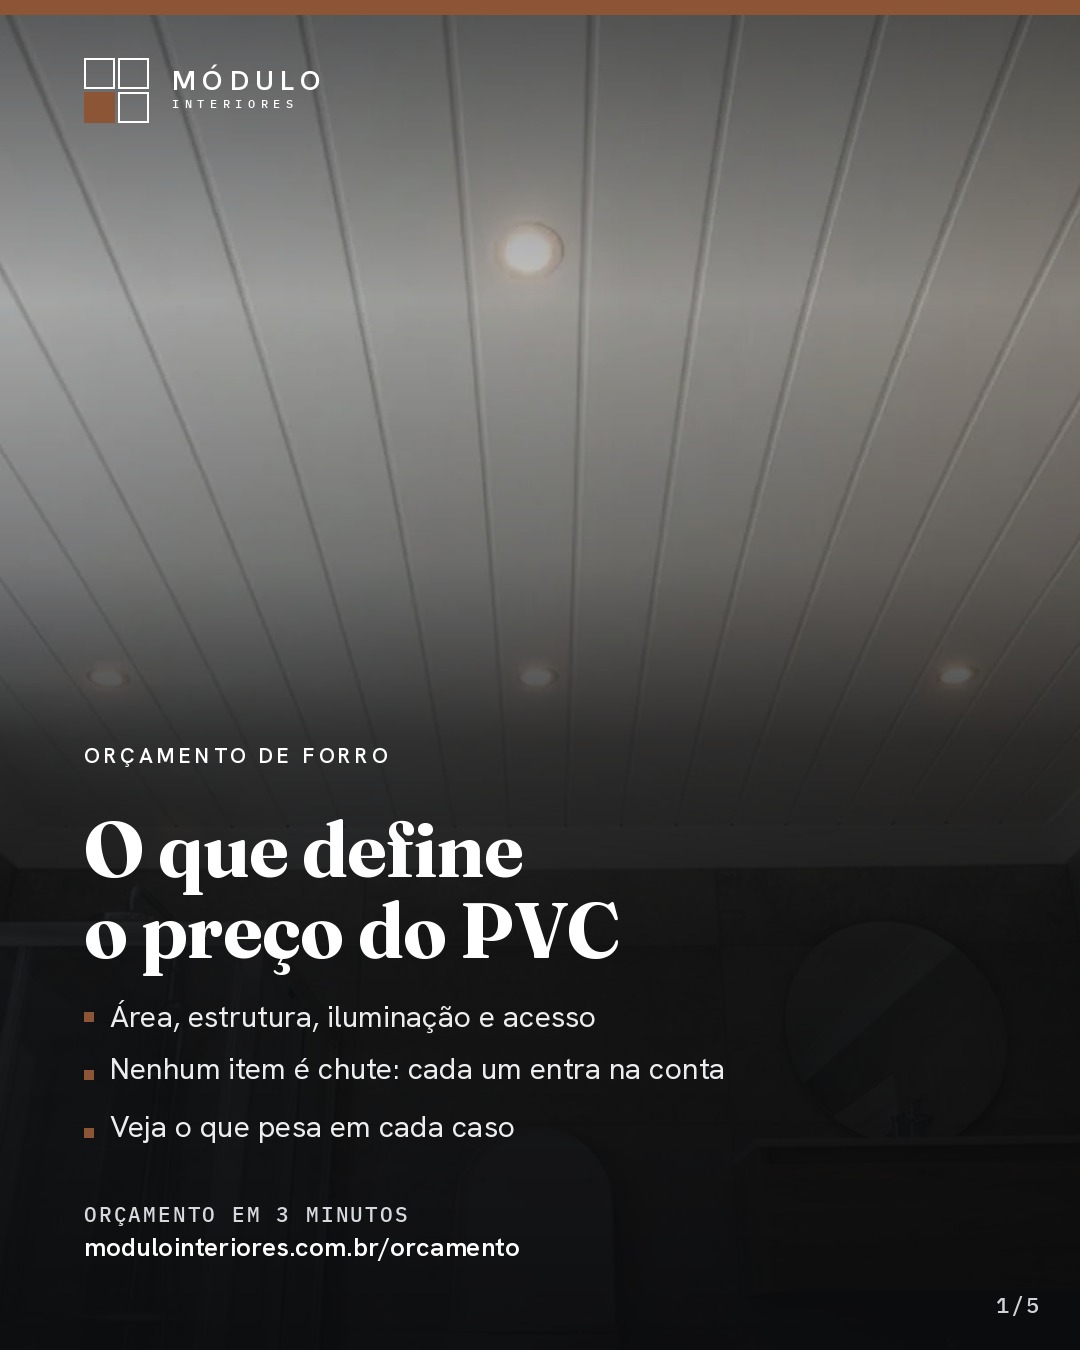 MÓDULO
INTERIORES
ORÇAMENTO DE FORRO
O que define
o preço do PVC
Área, estrutura, iluminação e acesso
Nenhum item é chute: cada um entra na conta
Veja o que pesa em cada caso
ORÇAMENTO EM 3 MINUTOS
modulointeriores.com.br/orcamento
1/5